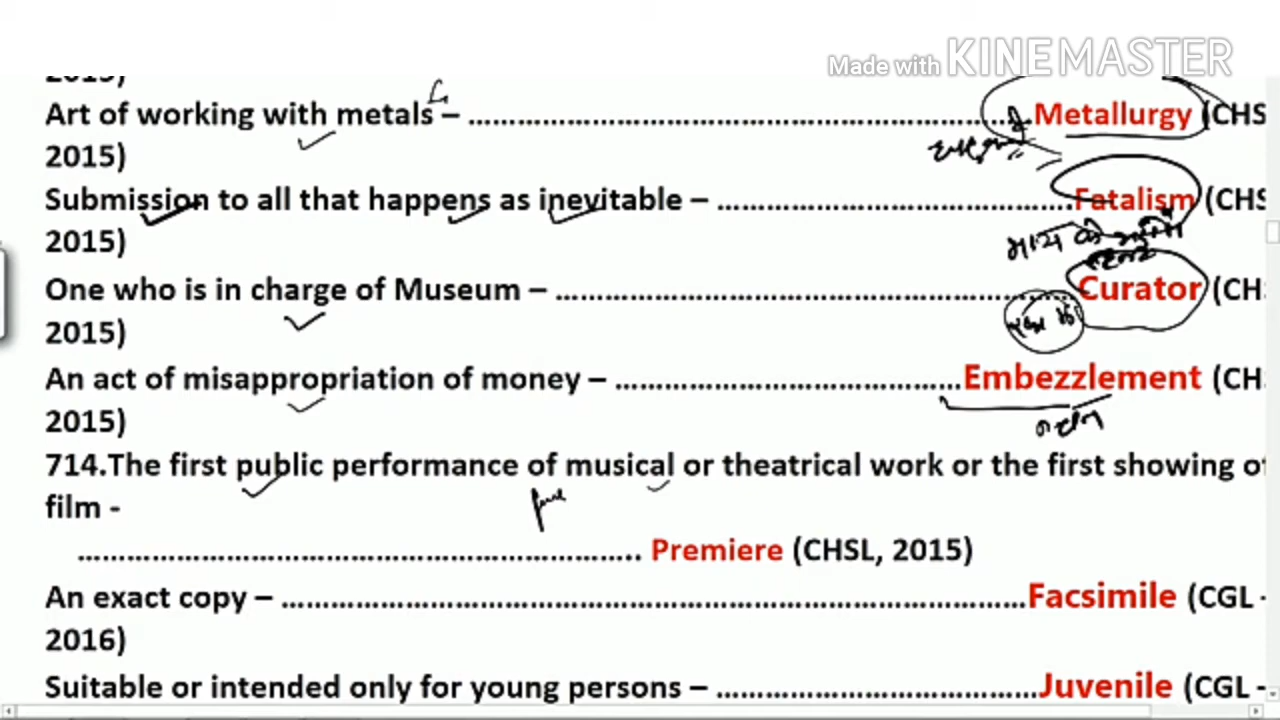 Made with KINEMASTER
2015)
Art of working with metals – ……………………………………………………… Metallurgy (CHS
2015)
Submission to all that happens as inevitable – ……………………………………Fatalism (CHS
2015)
One who is in charge of Museum – ………………………………………………………Curator (CH
2015)
An act of misappropriation of money – ……………………………………Embezzlement (CH
2015)
714.The first public performance of musical or theatrical work or the first showing of
film -
…………………………………………………………….. Premiere (CHSL, 2015)
An exact copy – ………………………………………………………………………………Facsimile (CGL -
2016)
Suitable or intended only for young persons – …………………………………Juvenile (CGL -